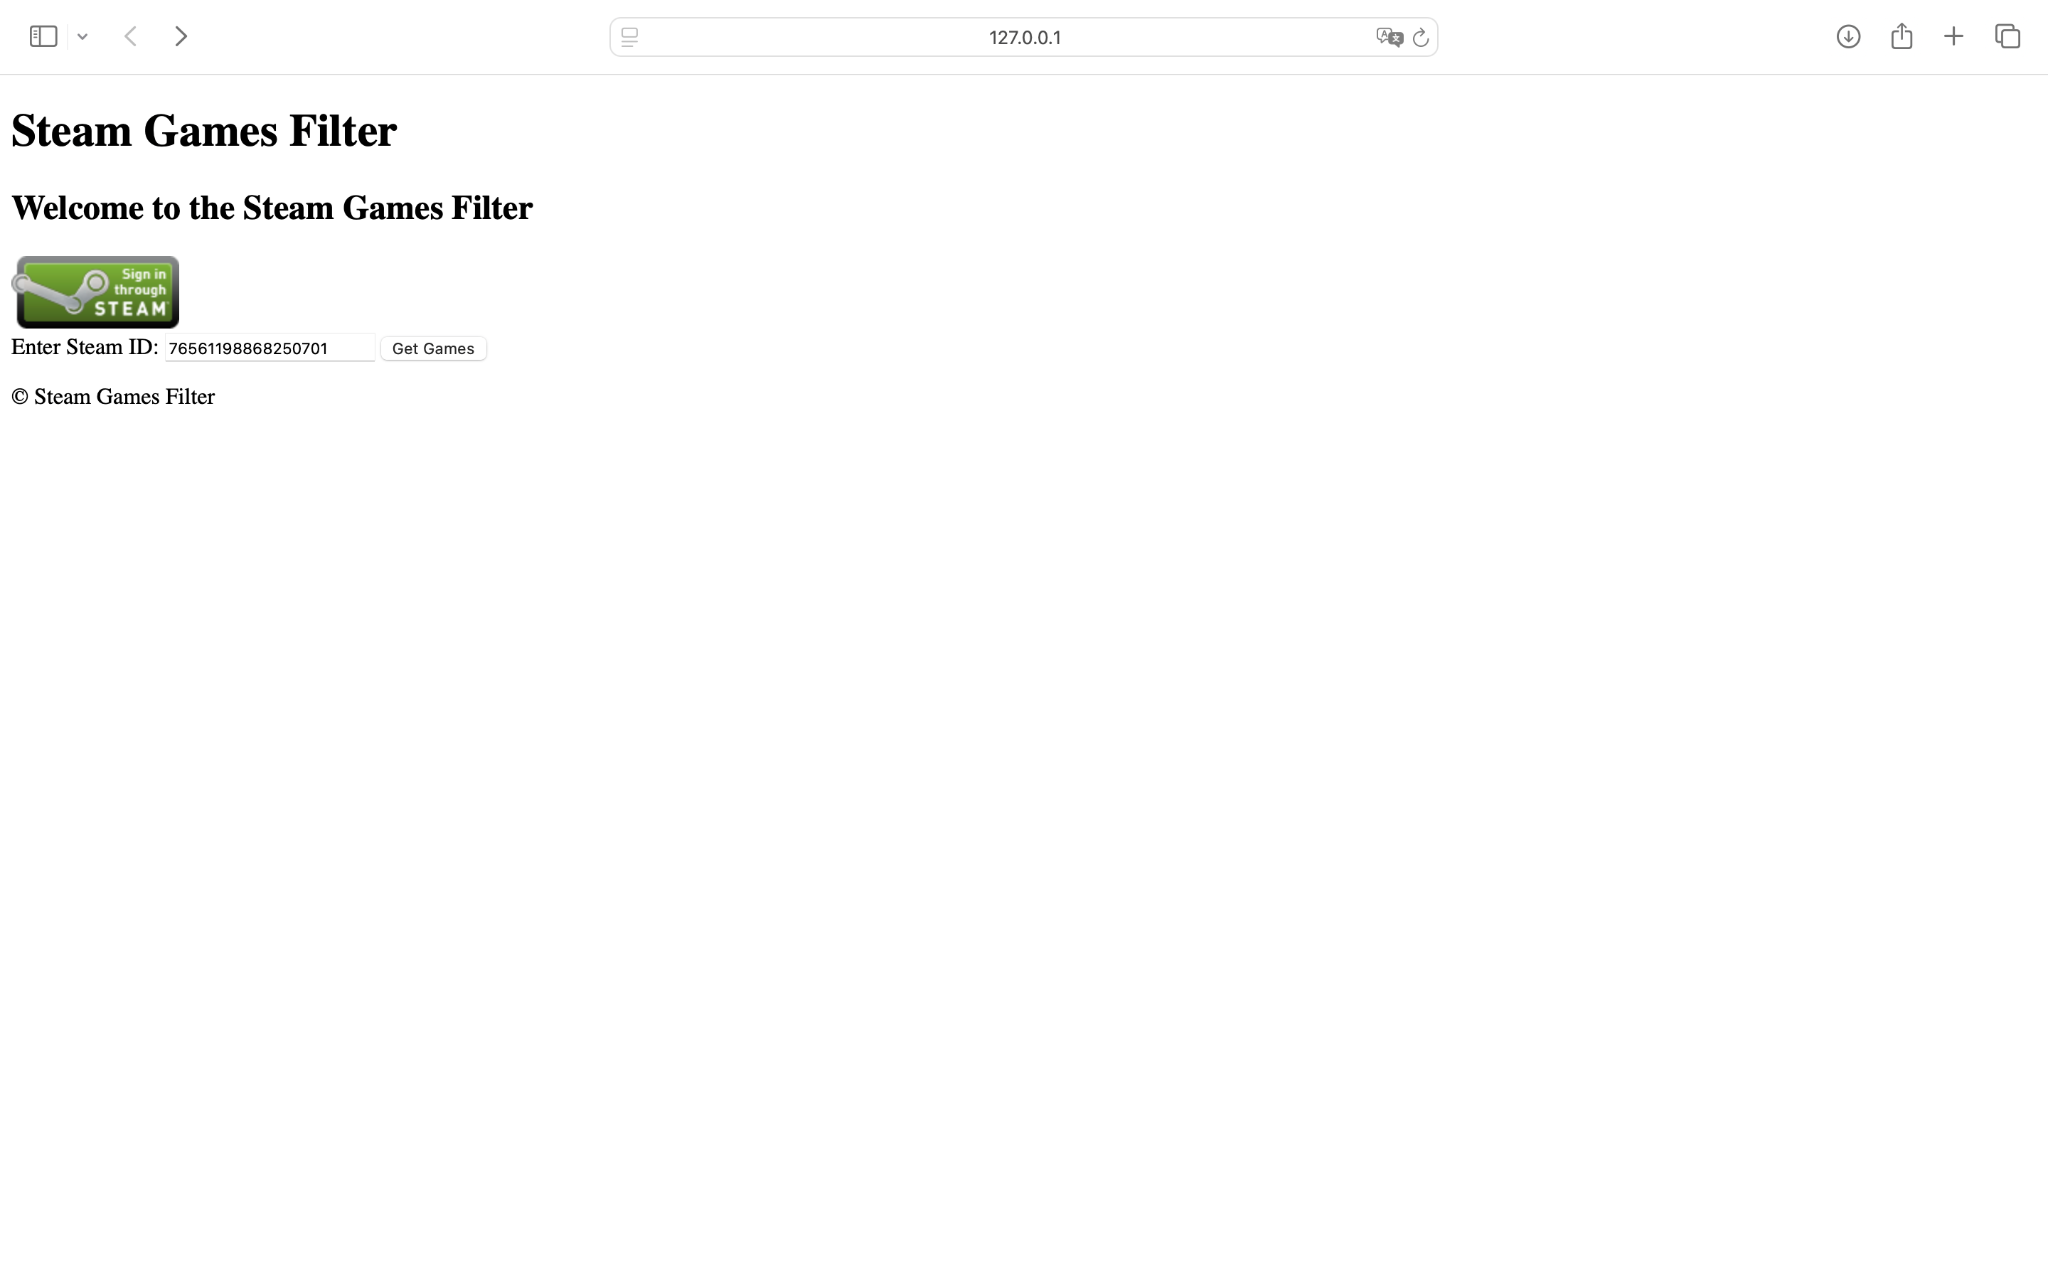 127.0.0.1
Steam Games Filter
Welcome to the Steam Games Filter
Sign in
through
STEAM
Enter Steam ID: 76561198868250701 Get Games
© Steam Games Filter